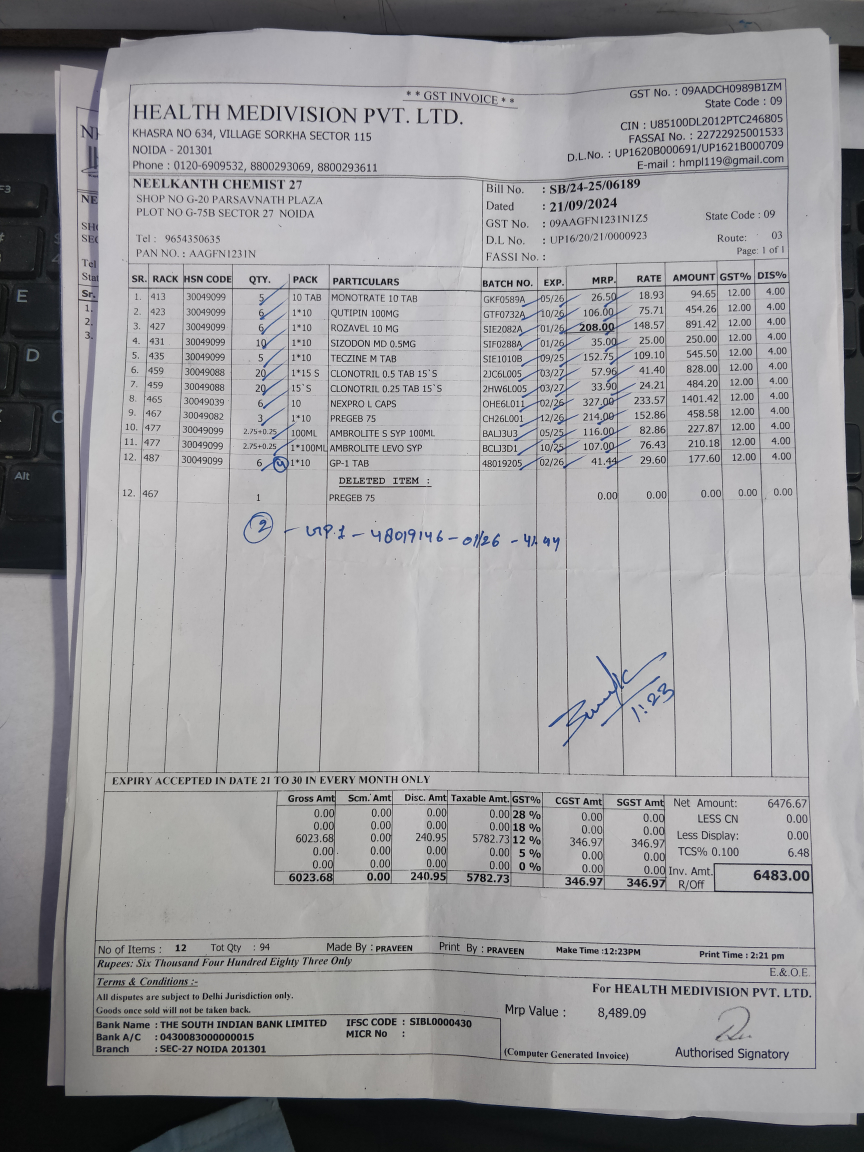 * * GST INVOICE * *
HEALTH MEDIVISION PVT. LTD.
KHASRA NO 634, VILLAGE SORKHA SECTOR 115
NOIDA - 201301
Phone : 0120-6909532, 8800293069, 8800293611
GST No. : 09AADCH0989B1ZM
State Code : 09
CIN : U85100DL2012PTC246805
FASSAI No. : 22722925001533
D.L.No. : UP1620B000691/UP1621B000709
E-mail : hmpl119@gmail.com
NEELKANTH CHEMIST 27
SHOP NO G-20 PARSAVNATH PLAZA
PLOT NO G-75B SECTOR 27 NOIDA
Tel : 9654350635
PAN NO. : AAGFN1231N
Bill No. : SB/24-25/06189
Dated : 21/09/2024
GST No. : 09AAGFN1231N1Z5 State Code : 09
D.L No. : UP16/20/21/0000923 Route: 03
FASSI No. : Page: 1 of 1
SR. RACK HSN CODE QTY. PACK PARTICULARS BATCH NO. EXP. MRP. RATE AMOUNT GST% DIS%
1. 413 30049099 5 10 TAB MONOTRATE 10 TAB GKF0589A 05/26 26.50 18.93 94.65 12.00 4.00
2. 423 30049099 6 1*10 QUTIPIN 100MG GTF0732A 10/26 106.00 75.71 454.26 12.00 4.00
3. 427 30049099 6 1*10 ROZAVEL 10 MG SIE2082A 01/26 208.00 148.57 891.42 12.00 4.00
4. 431 30049099 10 1*10 SIZODON MD 0.5MG SIF0288A 01/26 35.00 25.00 250.00 12.00 4.00
5. 435 30049099 5 1*10 TECZINE M TAB SIE1010B 09/25 152.75 109.10 545.50 12.00 4.00
6. 459 30049088 20 1*15 S CLONOTRIL 0.5 TAB 15`S 2JC6L005 03/27 57.96 41.40 828.00 12.00 4.00
7. 459 30049088 20 15`S CLONOTRIL 0.25 TAB 15`S 2HW6L005 03/27 33.90 24.21 484.20 12.00 4.00
8. 465 30049039 6 10 NEXPRO L CAPS OHE6L011 02/26 327.00 233.57 1401.42 12.00 4.00
9. 467 30049082 3 1*10 PREGEB 75 CH26L001 12/26 214.00 152.86 458.58 12.00 4.00
10. 477 30049099 2.75+0.25 100ML AMBROLITE S SYP 100ML BALJ3U3 05/25 116.00 82.86 227.87 12.00 4.00
11. 477 30049099 2.75+0.25 1*100ML AMBROLITE LEVO SYP BCLJ3D1 10/25 107.00 76.43 210.18 12.00 4.00
12. 487 30049099 6 4 1*10 GP-1 TAB 48019205 02/26 41.44 29.60 177.60 12.00 4.00
DELETED ITEM :
12. 467 1 PREGEB 75 0.00 0.00 0.00 0.00 0.00
2 - GP.1 - 48019146 - 01/26 - 41.44
11:23
EXPIRY ACCEPTED IN DATE 21 TO 30 IN EVERY MONTH ONLY
Gross Amt Scm. Amt Disc. Amt Taxable Amt. GST% CGST Amt SGST Amt
0.00 0.00 0.00 0.00 28 % 0.00 0.00
0.00 0.00 0.00 0.00 18 % 0.00 0.00
6023.68 0.00 240.95 5782.73 12 % 346.97 346.97
0.00 0.00 0.00 0.00 5 % 0.00 0.00
0.00 0.00 0.00 0.00 0 % 0.00 0.00
6023.68 0.00 240.95 5782.73 346.97 346.97
Net Amount: 6476.67
LESS CN 0.00
Less Display: 0.00
TCS% 0.100 6.48
Inv. Amt. R/Off 6483.00
No of Items : 12 Tot Qty : 94 Made By : PRAVEEN Print By : PRAVEEN Make Time :12:23PM Print Time : 2:21 pm
Rupees: Six Thousand Four Hundred Eighty Three Only
E.& O.E.
Terms & Conditions :-
All disputes are subject to Delhi Jurisdiction only.
Goods once sold will not be taken back.
Bank Name : THE SOUTH INDIAN BANK LIMITED IFSC CODE : SIBL0000430
Bank A/C : 0430083000000015 MICR No :
Branch : SEC-27 NOIDA 201301
For HEALTH MEDIVISION PVT. LTD.
Mrp Value : 8,489.09
(Computer Generated Invoice) Authorised Signatory